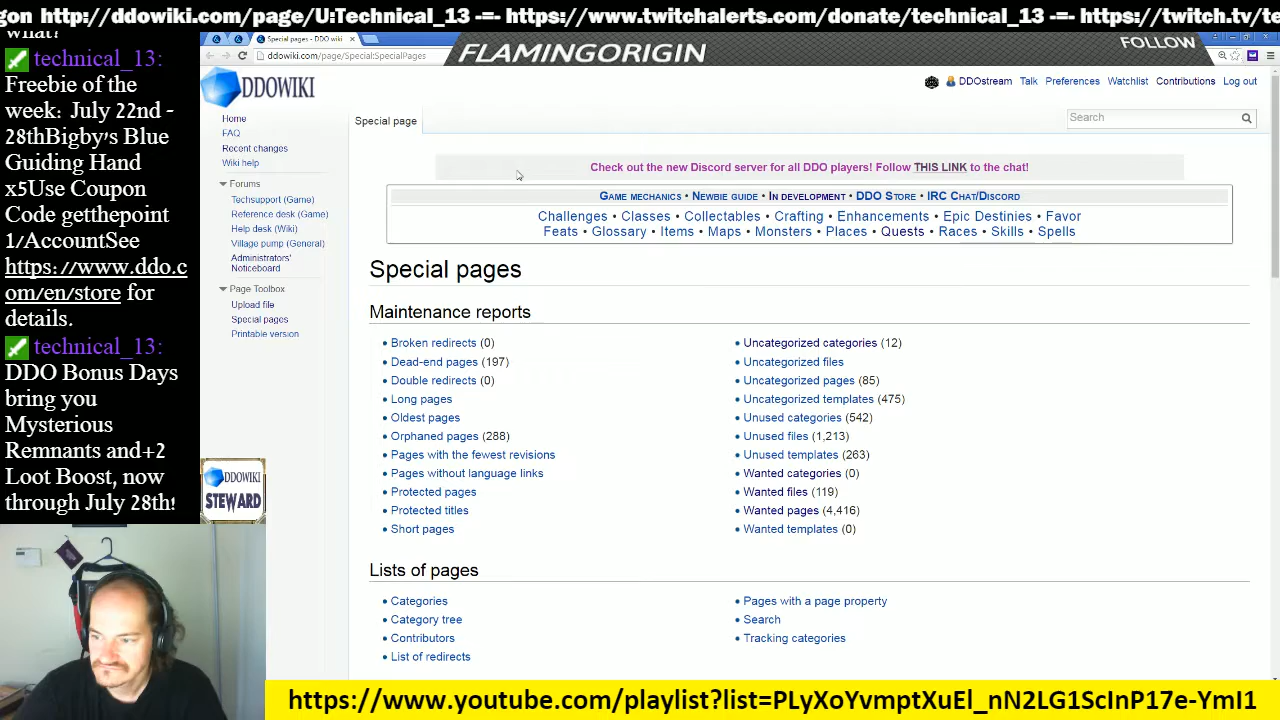 gon http://ddowiki.com/page/U:Technical_13 -=- https://www.twitchalerts.com/donate/technical_13 -=- https://twitch.tv/te
what?
technical_13:
Freebie of the
week: July 22nd -
28thBigby's Blue
Guiding Hand
x5Use Coupon
Code getthepoint
1/AccountSee
https://www.ddo.c
om/en/store for
details.
technical_13:
DDO Bonus Days
bring you
Mysterious
Remnants and+2
Loot Boost, now
through July 28th!
Special pages - DDO wiki
ddowiki.com/page/Special:SpecialPages
FLAMINGORIGIN
FOLLOW
DDOWIKI
DDOstream Talk Preferences Watchlist Contributions Log out
Home
FAQ
Recent changes
Wiki help
Forums
Techsupport (Game)
Reference desk (Game)
Help desk (Wiki)
Village pump (General)
Administrators'
Noticeboard
Page Toolbox
Upload file
Special pages
Printable version
Special page
Search
Check out the new Discord server for all DDO players! Follow THIS LINK to the chat!
Game mechanics • Newbie guide • In development • DDO Store • IRC Chat/Discord
Challenges • Classes • Collectables • Crafting • Enhancements • Epic Destinies • Favor
Feats • Glossary • Items • Maps • Monsters • Places • Quests • Races • Skills • Spells
Special pages
Maintenance reports
Broken redirects (0)
Dead-end pages (197)
Double redirects (0)
Long pages
Oldest pages
Orphaned pages (288)
Pages with the fewest revisions
Pages without language links
Protected pages
Protected titles
Short pages
Uncategorized categories (12)
Uncategorized files
Uncategorized pages (85)
Uncategorized templates (475)
Unused categories (542)
Unused files (1,213)
Unused templates (263)
Wanted categories (0)
Wanted files (119)
Wanted pages (4,416)
Wanted templates (0)
Lists of pages
Categories
Category tree
Contributors
List of redirects
Pages with a page property
Search
Tracking categories
DDOWIKI
STEWARD
https://www.youtube.com/playlist?list=PLyXoYvmptXuEl_nN2LG1ScInP17e-YmI1